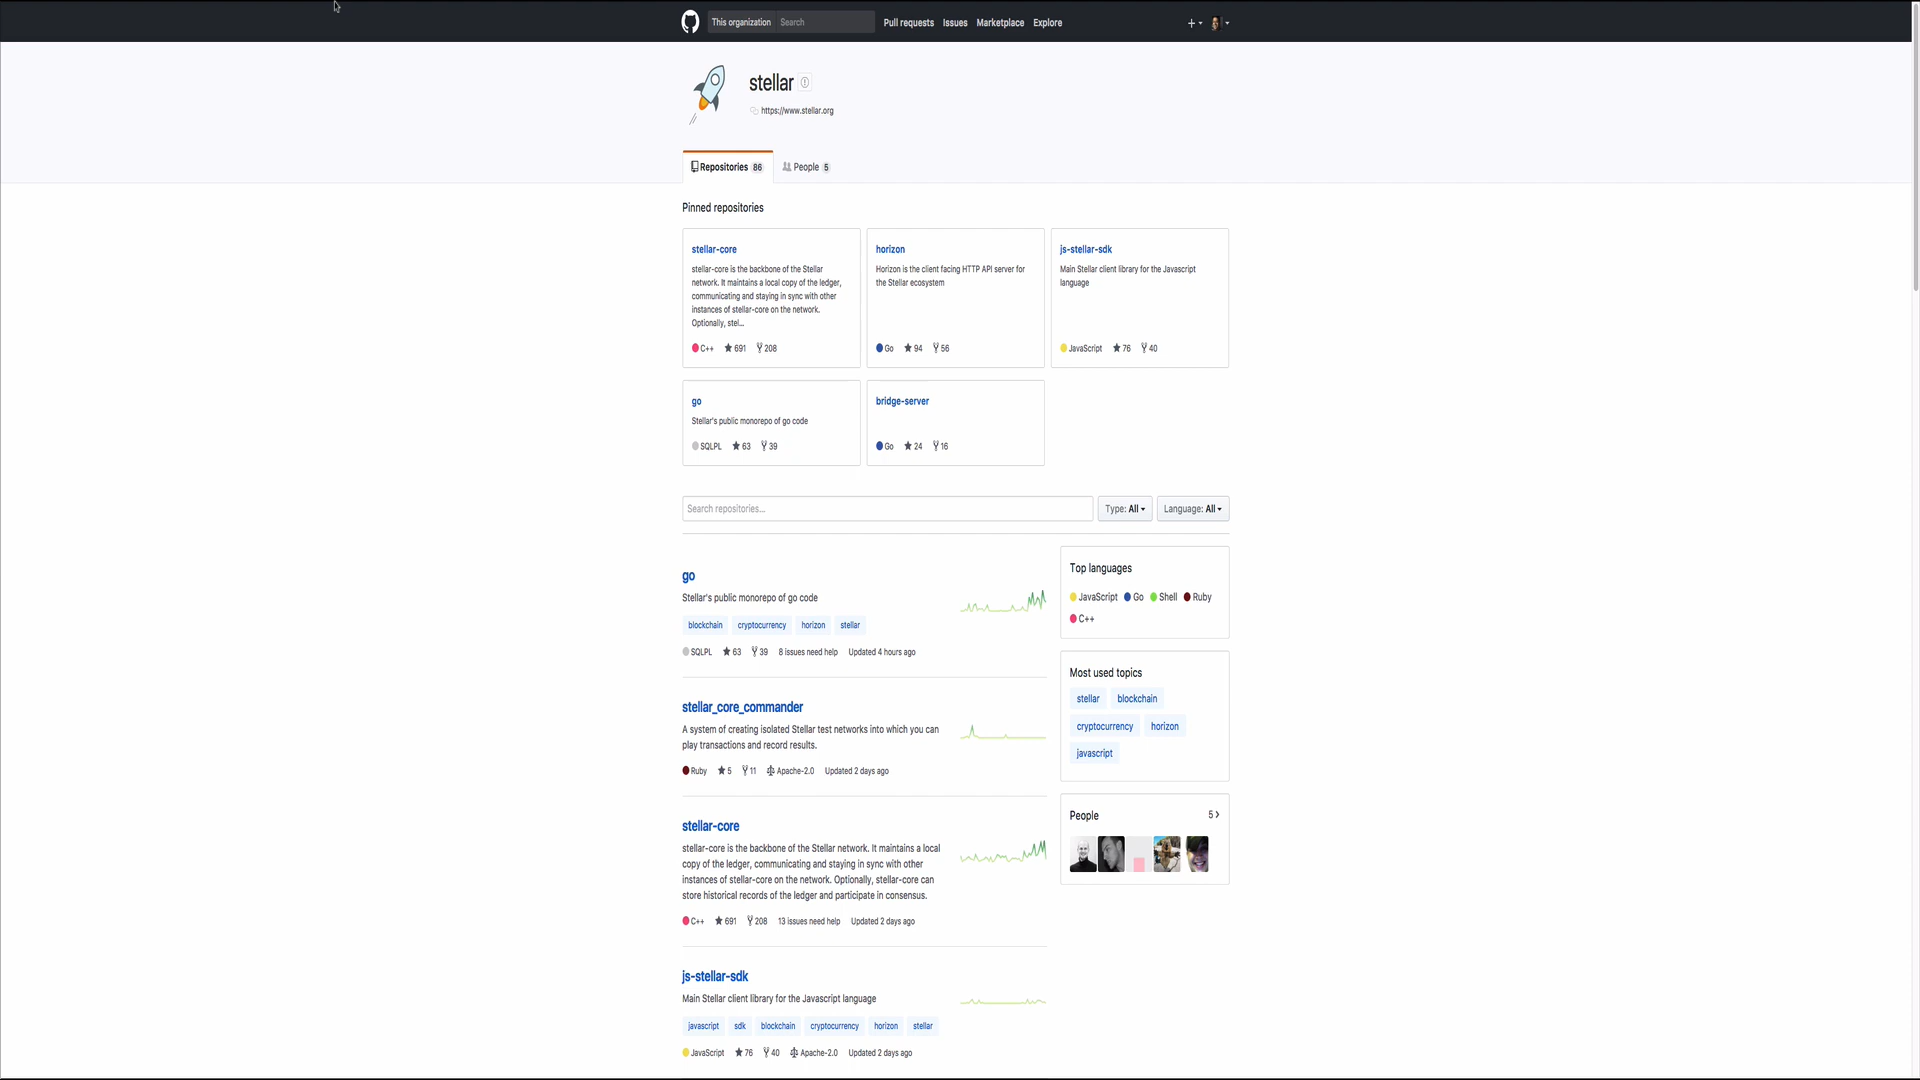 This organization Search Pull requests Issues Marketplace Explore
stellar
https://www.stellar.org
Repositories 86 People 5
Pinned repositories
stellar-core
stellar-core is the backbone of the Stellar
network. It maintains a local copy of the ledger,
communicating and staying in sync with other
instances of stellar-core on the network.
Optionally, stel...
C++ 691 208
horizon
Horizon is the client facing HTTP API server for
the Stellar ecosystem
Go 94 56
js-stellar-sdk
Main Stellar client library for the Javascript
language
JavaScript 76 40
go
Stellar's public monorepo of go code
SQLPL 63 39
bridge-server
Go 24 16
Search repositories... Type: All Language: All
go
Stellar's public monorepo of go code
blockchain cryptocurrency horizon stellar
SQLPL 63 39 8 issues need help Updated 4 hours ago
stellar_core_commander
A system of creating isolated Stellar test networks into which you can
play transactions and record results.
Ruby 5 11 Apache-2.0 Updated 2 days ago
stellar-core
stellar-core is the backbone of the Stellar network. It maintains a local
copy of the ledger, communicating and staying in sync with other
instances of stellar-core on the network. Optionally, stellar-core can
store historical records of the ledger and participate in consensus.
C++ 691 208 13 issues need help Updated 2 days ago
js-stellar-sdk
Main Stellar client library for the Javascript language
javascript sdk blockchain cryptocurrency horizon stellar
JavaScript 76 40 Apache-2.0 Updated 2 days ago
Top languages
JavaScript Go Shell Ruby
C++
Most used topics
stellar blockchain
cryptocurrency horizon
javascript
People 5